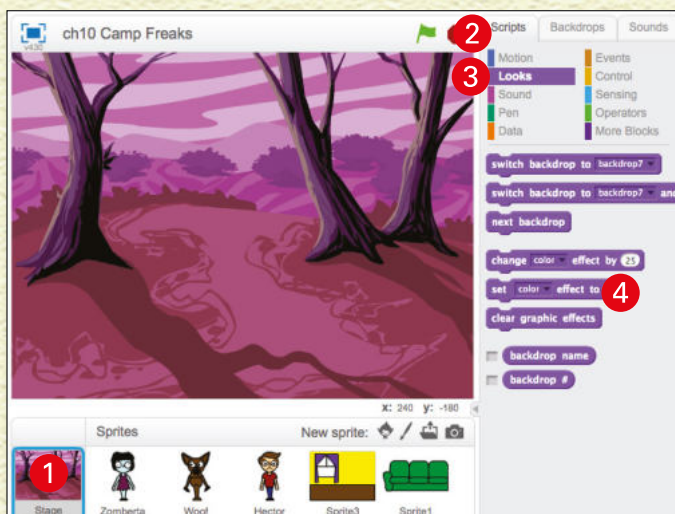 ch10 Camp Freaks
v430
2
Scripts Backdrops Sounds
3
Motion Events
Looks Control
Sound Sensing
Pen Operators
Data More Blocks
switch backdrop to backdrop7
switch backdrop to backdrop7 and
next backdrop
change color effect by 25
set color effect to 4
clear graphic effects
backdrop name
backdrop #
x: 240 y: -180
Sprites New sprite:
1
Stage Zomberta Woof Hector Sprite3 Sprite1